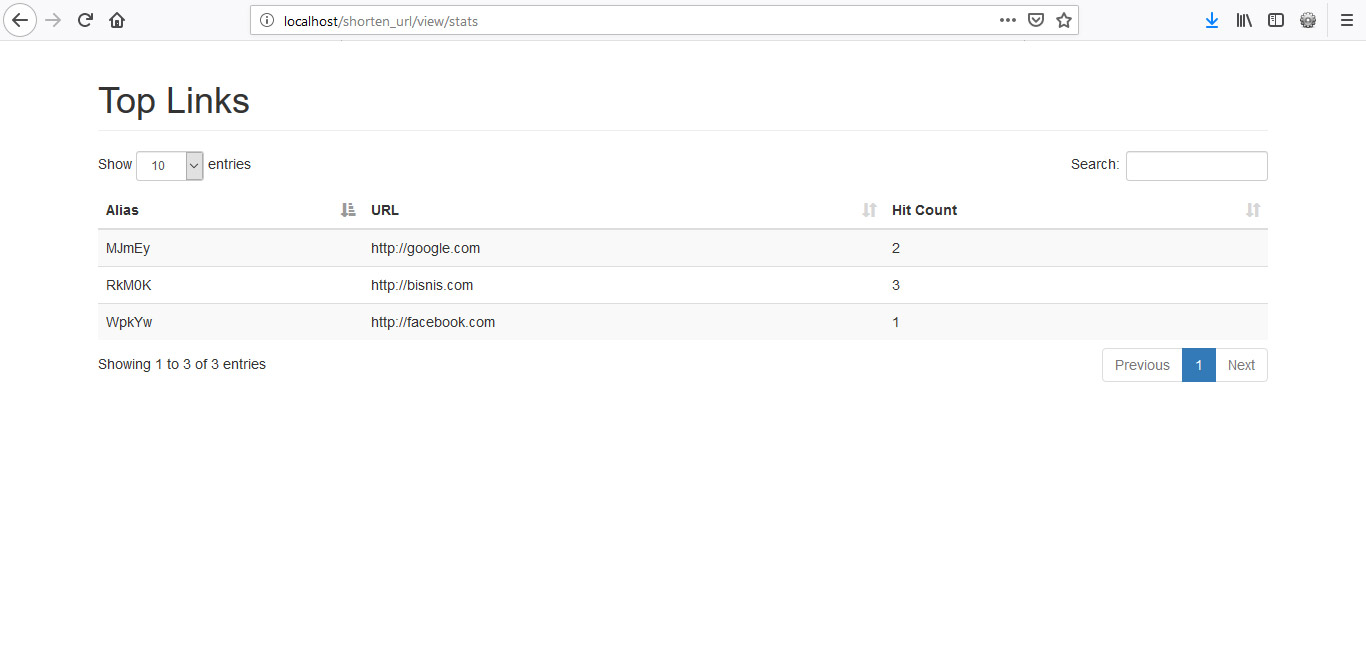 localhost/shorten_url/view/stats
Top Links
Show 10 entries Search:
Alias URL Hit Count
MJmEy http://google.com 2
RkM0K http://bisnis.com 3
WpkYw http://facebook.com 1
Showing 1 to 3 of 3 entries Previous 1 Next